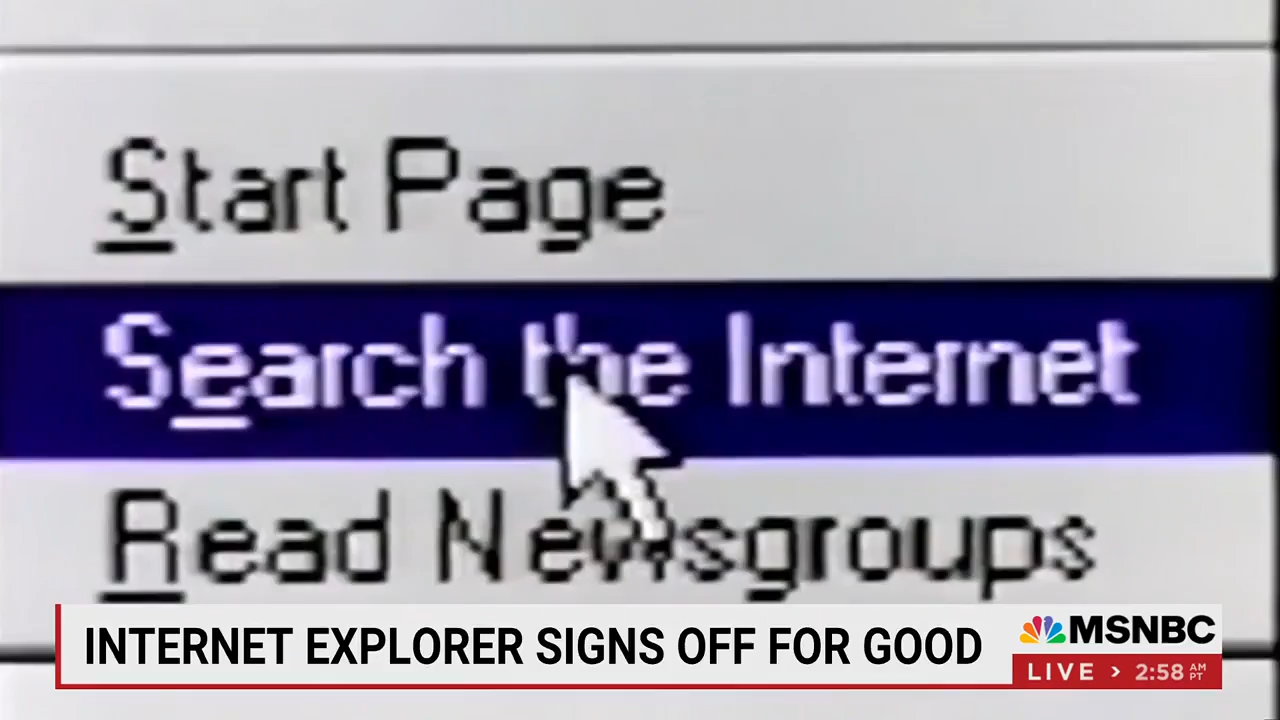 Start Page
Search the Internet
Read Newsgroups
INTERNET EXPLORER SIGNS OFF FOR GOOD
MSNBC
LIVE > 2:58 AM PT